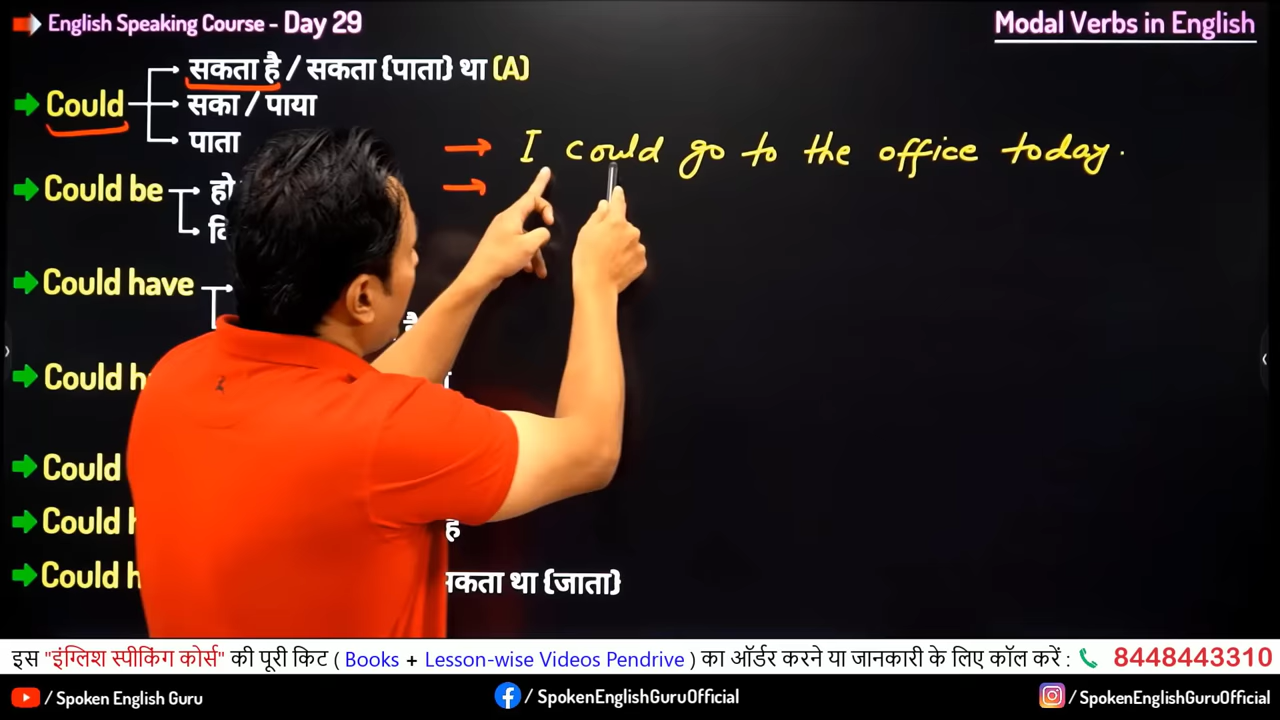 English Speaking Course - Day 29
Modal Verbs in English
Could
सकता है / सकता {पाता} था (A)
सका / पाया
पाता
I could go to the office today.
Could be
हो
Could have
Could
Could
सकता था {जाता}
इस "इंग्लिश स्पीकिंग कोर्स" की पूरी किट ( Books + Lesson-wise Videos Pendrive ) का ऑर्डर करने या जानकारी के लिए कॉल करें : 8448443310
/ Spoken English Guru
/ SpokenEnglishGuruOfficial
/ SpokenEnglishGuruOfficial